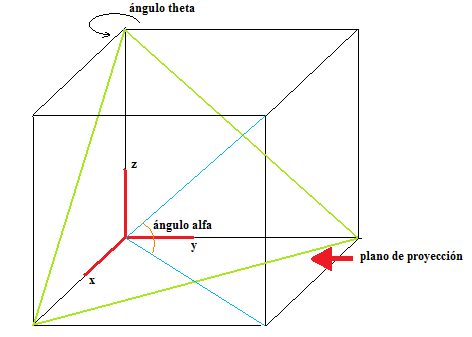 ángulo theta
z
ángulo alfa
y
plano de proyección
x